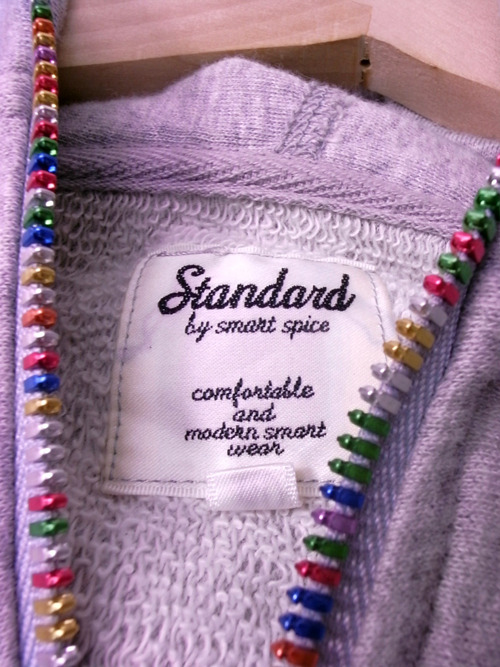 Standard
by smart spice
comfortable
and
modern smart
wear